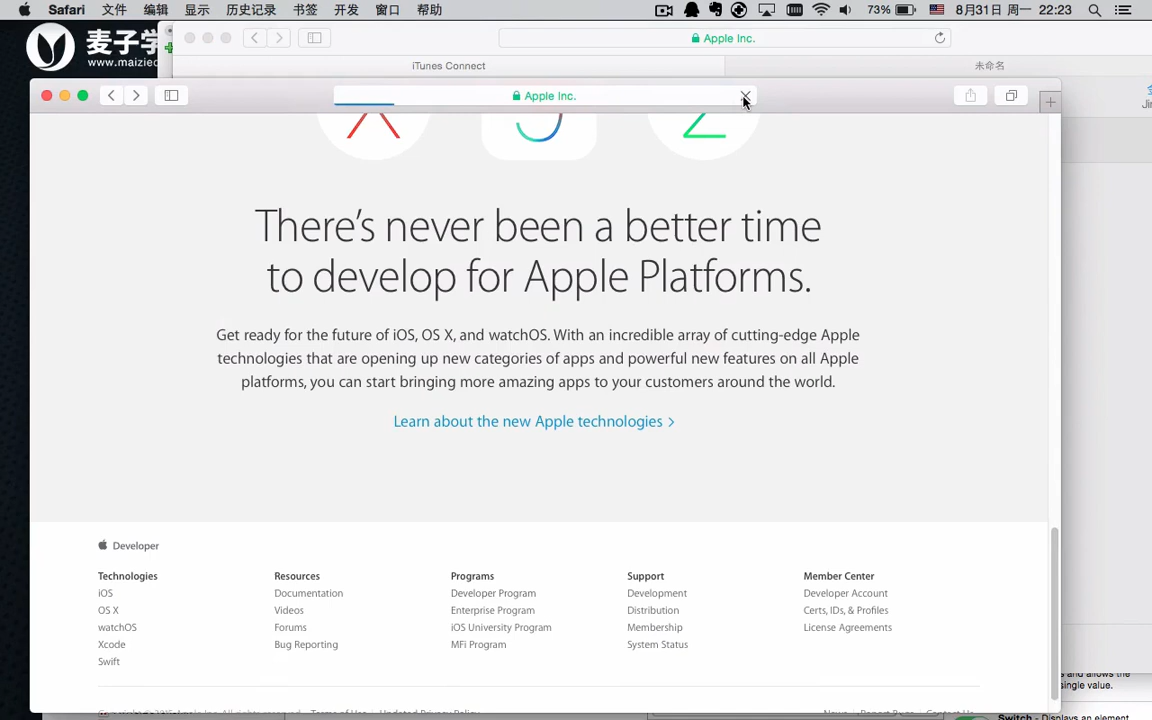 Safari 文件 编辑 显示 历史记录 书签 开发 窗口 帮助 73% 8月31日 周一 22:23
麦子学
www.maiziec
Apple Inc.
iTunes Connect 未命名
Apple Inc.
There’s never been a better time
to develop for Apple Platforms.
Get ready for the future of iOS, OS X, and watchOS. With an incredible array of cutting-edge Apple
technologies that are opening up new categories of apps and powerful new features on all Apple
platforms, you can start bringing more amazing apps to your customers around the world.
Learn about the new Apple technologies >
Developer
Technologies Resources Programs Support Member Center
iOS Documentation Developer Program Development Developer Account
OS X Videos Enterprise Program Distribution Certs, IDs, & Profiles
watchOS Forums iOS University Program Membership License Agreements
Xcode Bug Reporting MFi Program System Status
Swift
s and allows the
single value.
Switch - Displays an element